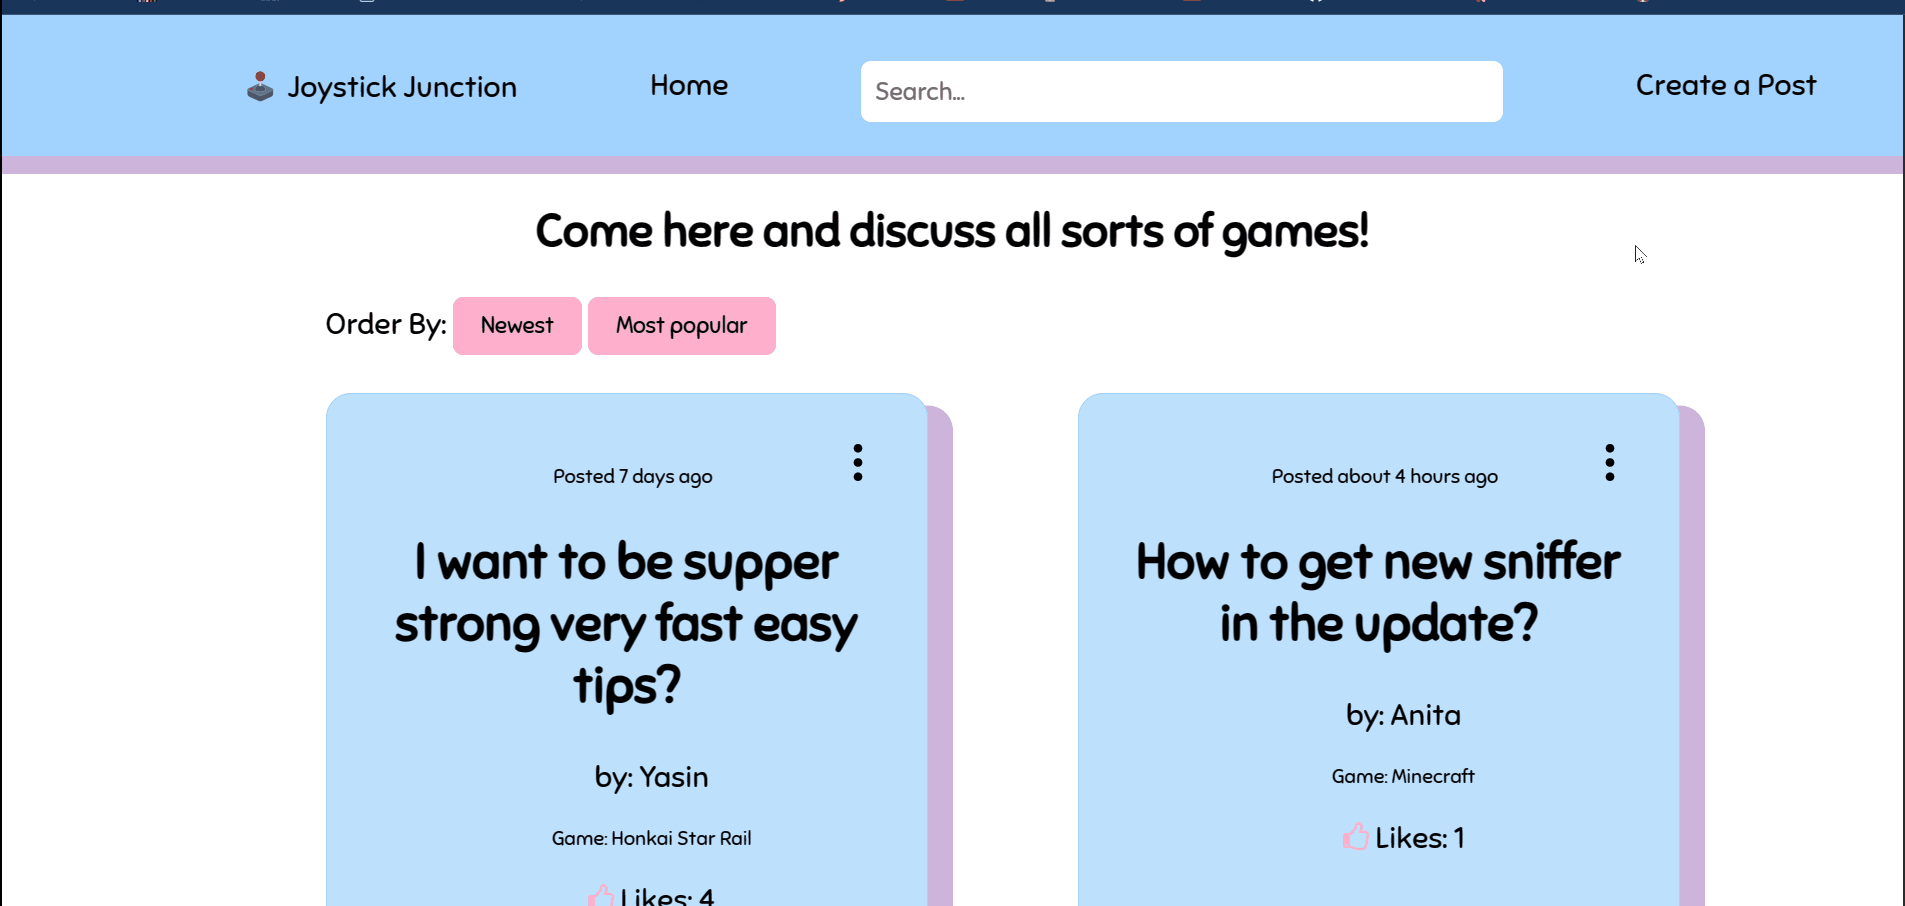 Joystick Junction
Home
Search...
Create a Post
Come here and discuss all sorts of games!
Order By: Newest Most popular
Posted 7 days ago
I want to be supper
strong very fast easy
tips?
by: Yasin
Game: Honkai Star Rail
Likes: 4
Posted about 4 hours ago
How to get new sniffer
in the update?
by: Anita
Game: Minecraft
Likes: 1